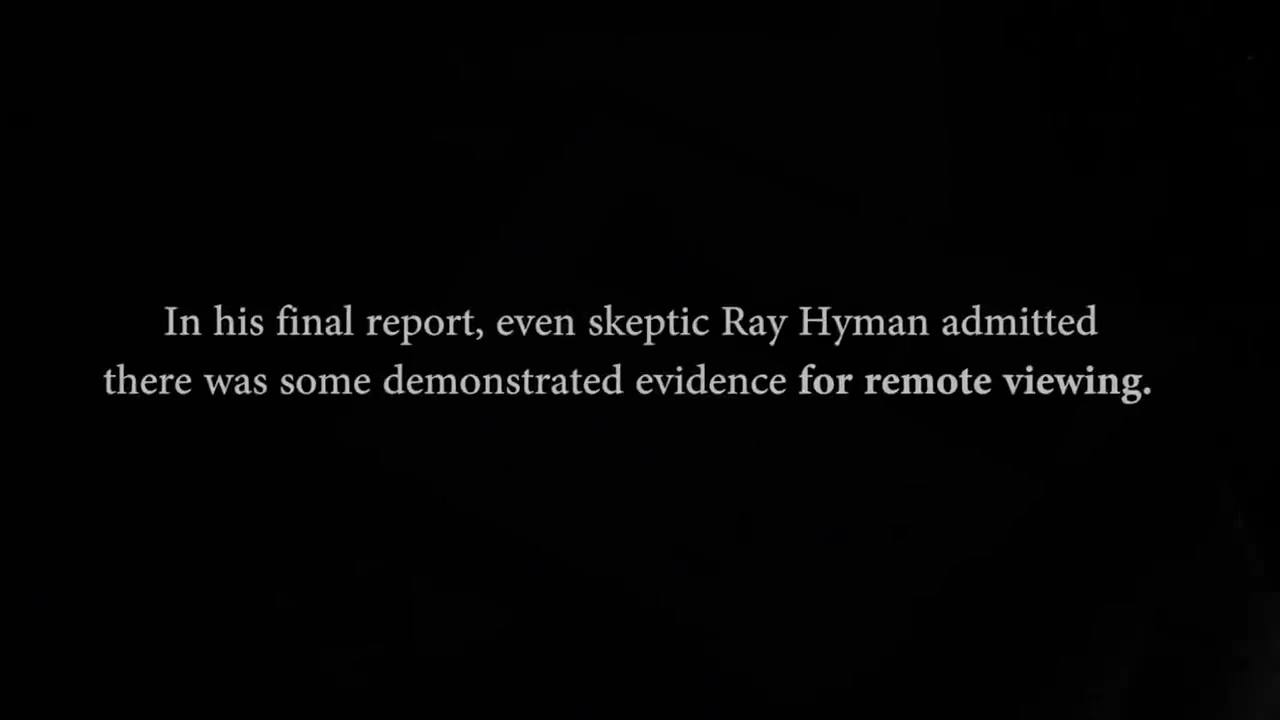 In his final report, even skeptic Ray Hyman admitted
there was some demonstrated evidence for remote viewing.